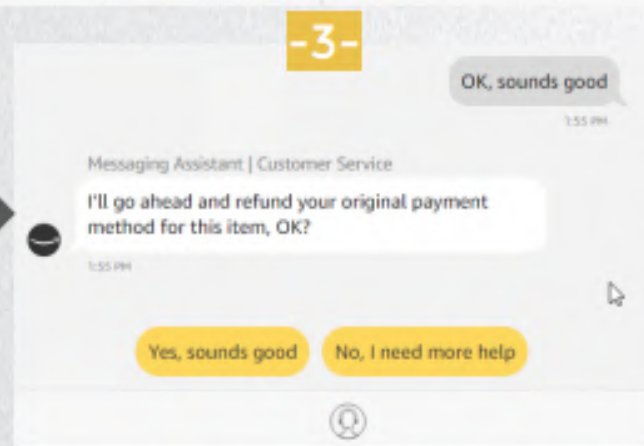 -3-
OK, sounds good
1:55 PM
Messaging Assistant | Customer Service
I'll go ahead and refund your original payment
method for this item, OK?
1:55 PM
Yes, sounds good
No, I need more help